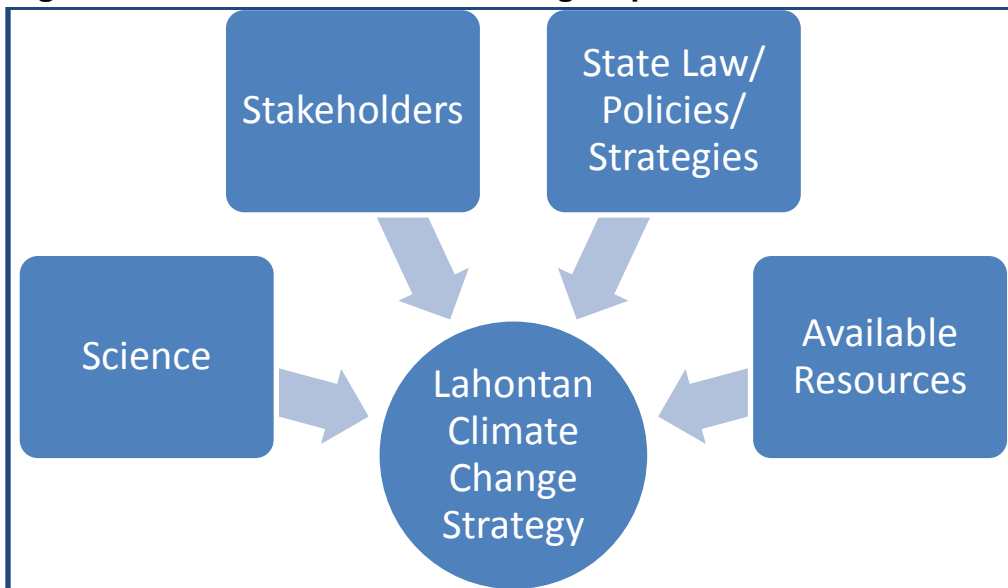 Stakeholders
State Law/
Policies/
Strategies
Science
Available
Resources
Lahontan
Climate
Change
Strategy